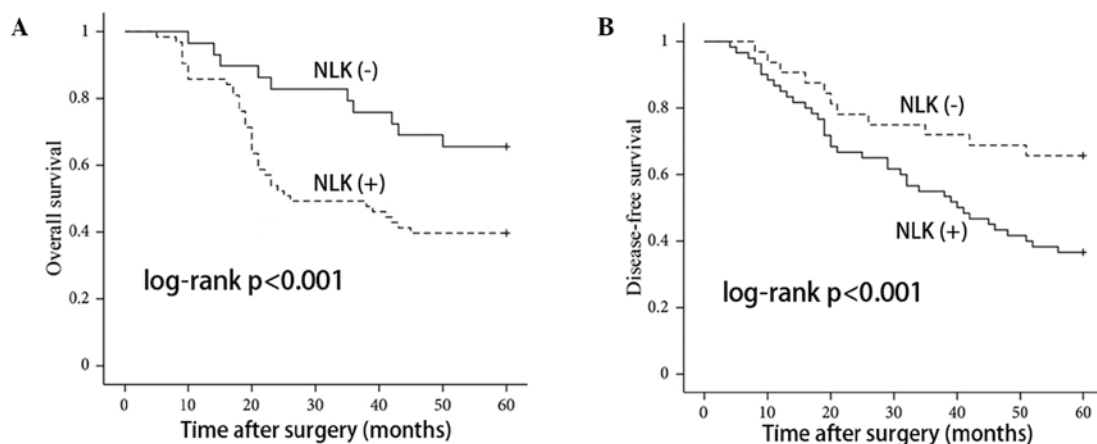 A
Overall survival
1
0.8
0.6
0.4
0.2
0
NLK (-)
NLK (+)
log-rank p<0.001
0 10 20 30 40 50 60
Time after surgery (months)
B
Disease-free survival
1
0.8
0.6
0.4
0.2
0
NLK (-)
NLK (+)
log-rank p<0.001
0 10 20 30 40 50 60
Time after surgery (months)